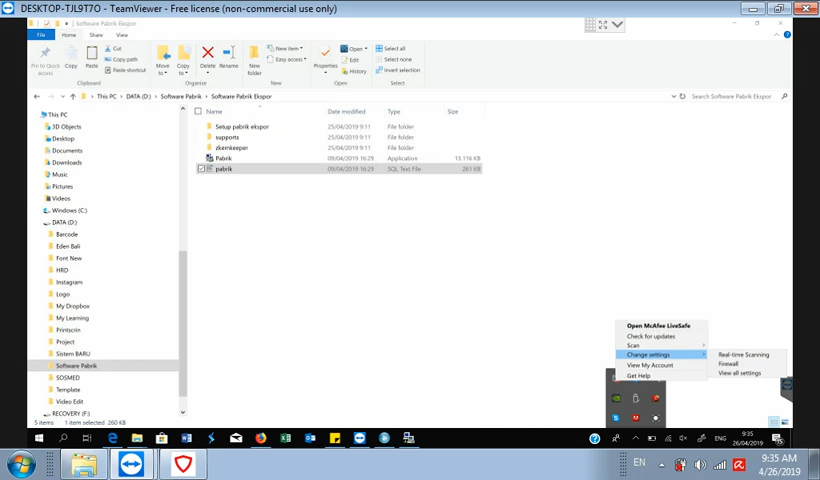 DESKTOP-TJL9T7O - TeamViewer - Free license (non-commercial use only)
Software Pabrik Ekspor
File Home Share View
Pin to Quick access
Copy
Paste
Cut
Copy path
Paste shortcut
Move to
Copy to
Delete
Rename
New folder
New item
Easy access
Properties
Open
Edit
History
Select all
Select none
Invert selection
Clipboard Organise New Open Select
This PC > DATA (D:) > Software Pabrik > Software Pabrik Ekspor
Search Software Pabrik Ekspor
Name Date modified Type Size
Setup pabrik ekspor 25/04/2019 9:11 File folder
supports 25/04/2019 9:11 File folder
zkemkeeper 25/04/2019 9:11 File folder
Pabrik 09/04/2019 16:29 Application 13.116 KB
pabrik 09/04/2019 16:29 SQL Text File 261 KB
This PC
3D Objects
Desktop
Documents
Downloads
Music
Pictures
Videos
Windows (C:)
DATA (D:)
Barcode
Eden Bali
Font New
HRD
Instagram
Logo
My Dropbox
My Learning
Printscrin
Project
Sistem BARU
Software Pabrik
SOSMED
Template
Video Edit
RECOVERY (F:)
5 items 1 item selected 260 KB
Open McAfee LiveSafe
Check for updates
Scan
Change settings
View My Account
Get Help
Real-time Scanning
Firewall
View all settings
ENG
9:35
26/04/2019
EN
9:35 AM
4/26/2019